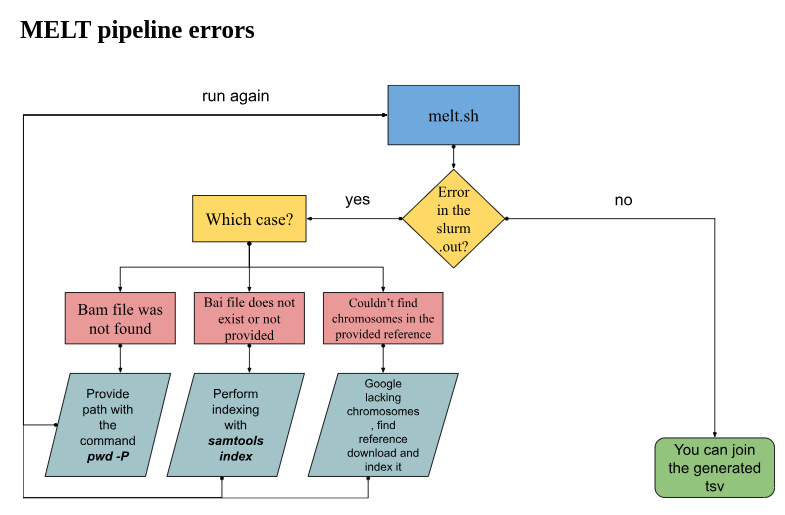 MELT pipeline errors
run again
melt.sh
Error
in the
slurm
.out?
yes
no
Which case?
Bam file was
not found
Bai file does not
exist or not
provided
Couldn't find
chromosomes in the
provided reference
Provide
path with
the
command
pwd -P
Perform
indexing
with
samtools
index
Google
lacking
chromosomes
, find
reference
download and
index it
You can join
the generated
tsv